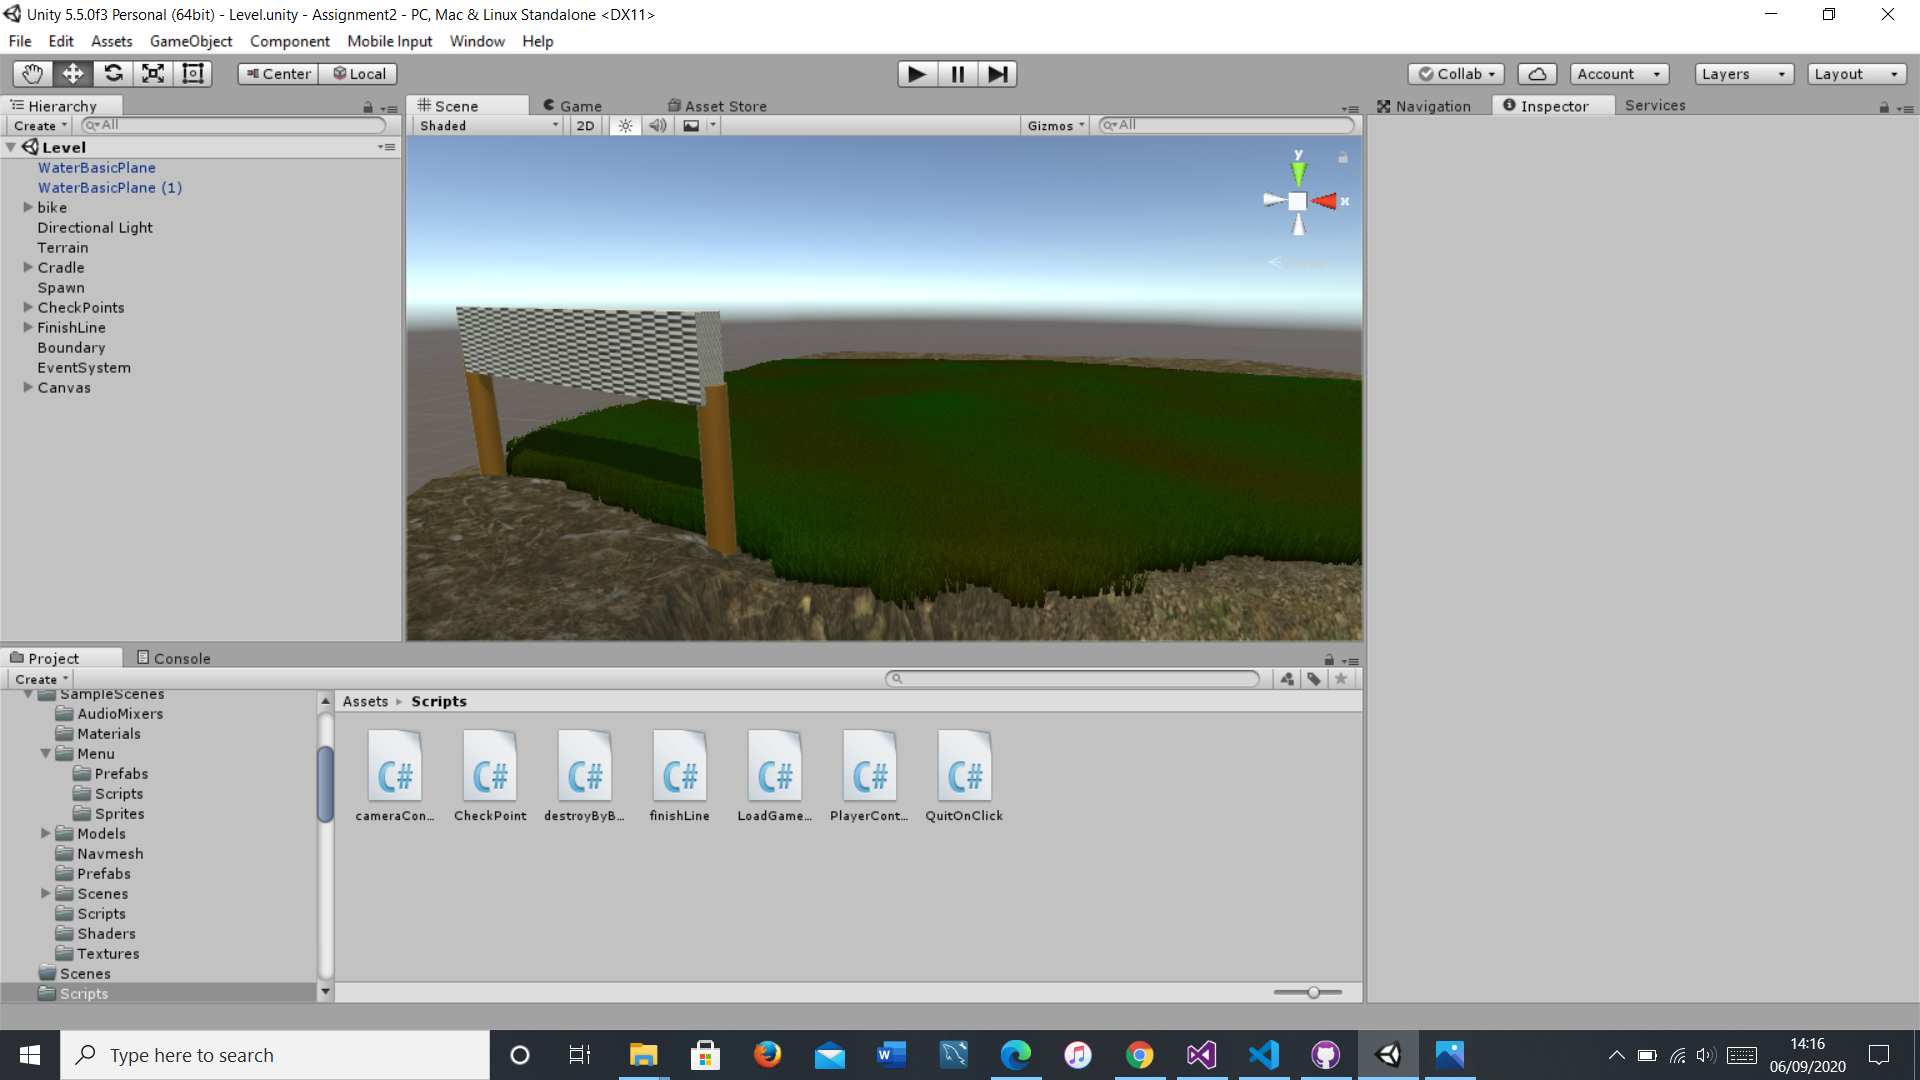 Unity 5.5.0f3 Personal (64bit) - Level.unity - Assignment2 - PC, Mac & Linux Standalone <DX11>
File Edit Assets GameObject Component Mobile Input Window Help
Center Local Collab Account Layers Layout
Hierarchy
Create All
Level
WaterBasicPlane
WaterBasicPlane (1)
bike
Directional Light
Terrain
Cradle
Spawn
CheckPoints
FinishLine
Boundary
EventSystem
Canvas
Scene Game Asset Store
Shaded 2D Gizmos All
y
x
Navigation Inspector Services
Project Console
Create
SampleScenes
AudioMixers
Materials
Menu
Prefabs
Scripts
Sprites
Models
Navmesh
Prefabs
Scenes
Scripts
Shaders
Textures
Scenes
Scripts
Assets Scripts
C# C# C# C# C# C# C#
cameraCon... CheckPoint destroyByB... finishLine LoadGame... PlayerCont... QuitOnClick
Type here to search
14:16
06/09/2020